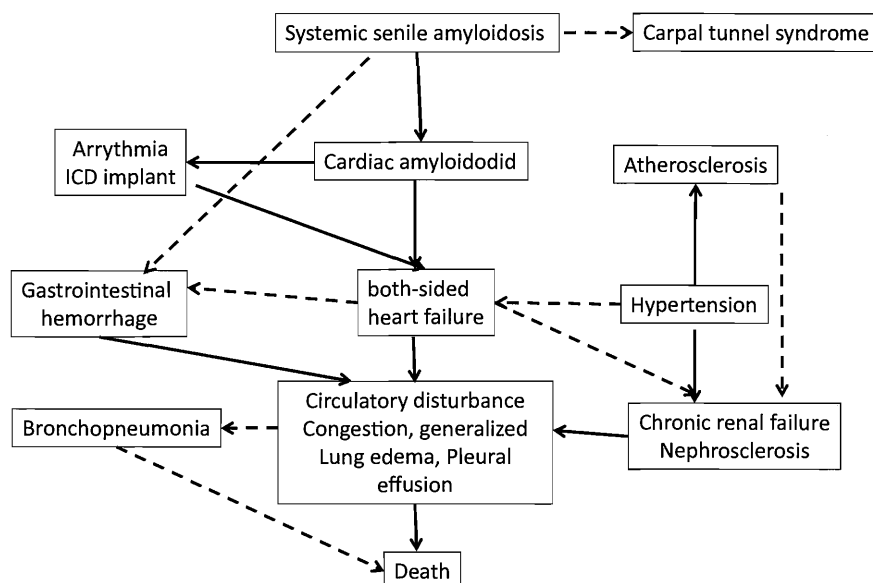 Systemic senile amyloidosis
Carpal tunnel syndrome
Arrythmia
ICD implant
Cardiac amyloidodid
Atherosclerosis
Gastrointestinal
hemorrhage
both-sided
heart failure
Hypertension
Bronchopneumonia
Circulatory disturbance
Congestion, generalized
Lung edema, Pleural
effusion
Chronic renal failure
Nephrosclerosis
Death